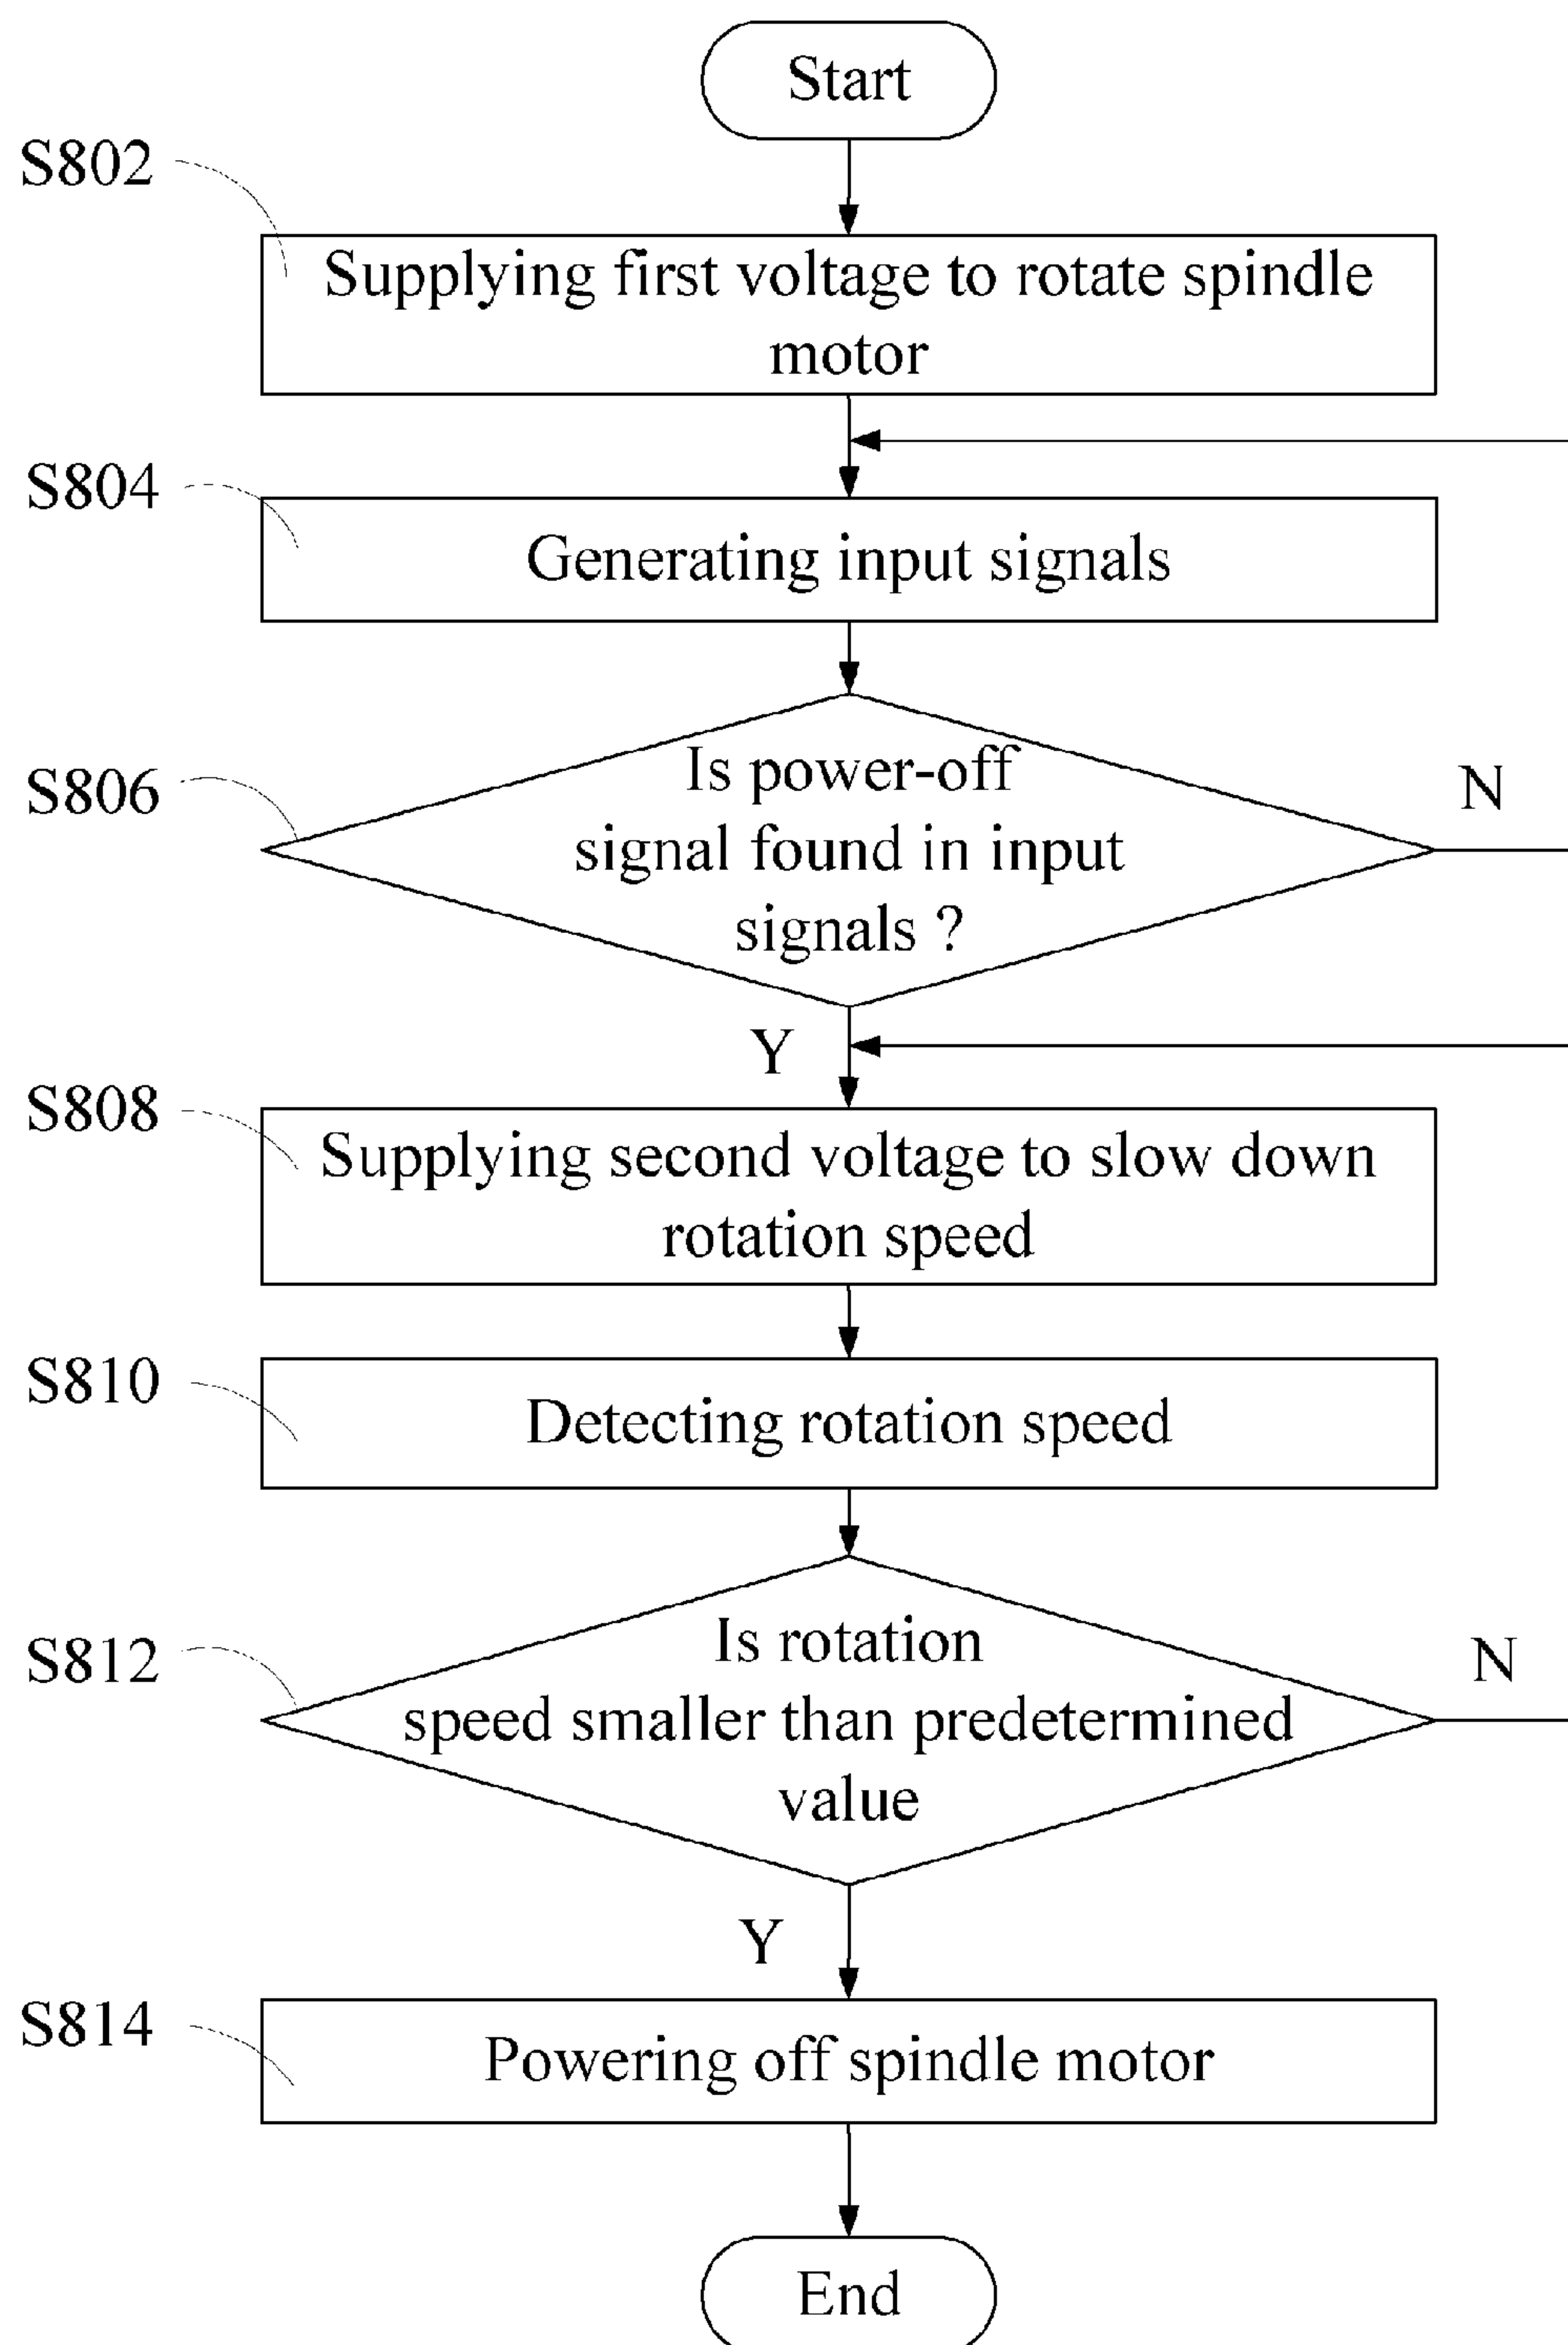 Start
S802
Supplying first voltage to rotate spindle
motor
S804
Generating input signals
S806
Is power-off
signal found in input
signals ?
N
Y
S808
Supplying second voltage to slow down
rotation speed
S810
Detecting rotation speed
S812
Is rotation
speed smaller than predetermined
value
N
Y
S814
Powering off spindle motor
End